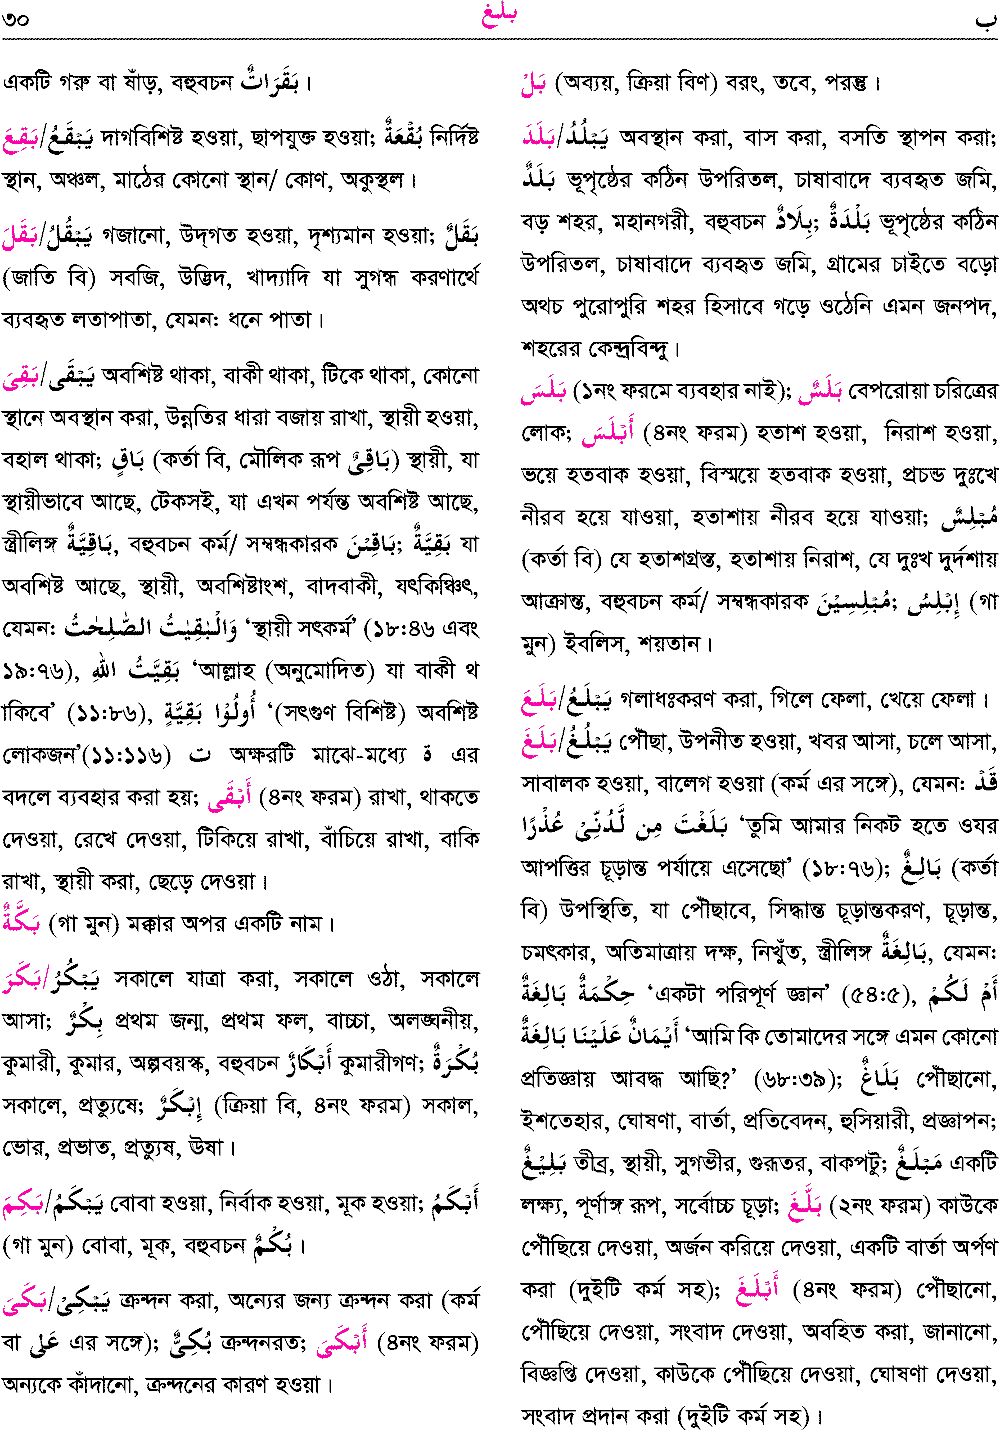 ৩০
بلغ
ب
একটি গরু বা ষাঁড়, বহুবচন بَقَرَاتٌ ।
بَقِعَ/يَبْقَعُ দাগবিশিষ্ট হওয়া, ছাপযুক্ত হওয়া; بُقْعَةٌ নির্দিষ্ট
স্থান, অঞ্চল, মাঠের কোনো স্থান/ কোণ, অকুস্থল।
بَقَلَ/يَبْقُلُ গজানো, উদ্‌গত হওয়া, দৃশ্যমান হওয়া; بَقَلٌ
(জাতি বি) সবজি, উদ্ভিদ, খাদ্যাদি যা সুগন্ধ করণার্থে
ব্যবহৃত লতাপাতা, যেমন: ধনে পাতা।
بَقِىَ/يَبْقَى অবশিষ্ট থাকা, বাকী থাকা, টিকে থাকা, কোনো
স্থানে অবস্থান করা, উন্নতির ধারা বজায় রাখা, স্থায়ী হওয়া,
বহাল থাকা; بَاقٍ (কর্তা বি, মৌলিক রূপ بَاقِىٌ) স্থায়ী, যা
স্থায়ীভাবে আছে, টেকসই, যা এখন পর্যন্ত অবশিষ্ট আছে,
স্ত্রীলিঙ্গ بَاقِيَّةٌ, বহুবচন কর্ম/ সম্বন্ধকারক بَاقِيْنَ; بَقِيَّةٌ যা
অবশিষ্ট আছে, স্থায়ী, অবশিষ্টাংশ, বাদবাকী, যৎকিঞ্চিৎ,
যেমন: وَالْبٰقِيٰتُ الصّٰلِحٰتُ ‘স্থায়ী সৎকর্ম’ (১৮:৪৬ এবং
১৯:৭৬), بَقِيَّتُ اللهِ ‘আল্লাহ (অনুমোদিত) যা বাকী থ
াকিবে’ (১১:৮৬), أُولُوْا بَقِيَّةٍ ‘(সৎগুণ বিশিষ্ট) অবশিষ্ট
লোকজন’(১১:১১৬) ت অক্ষরটি মাঝে-মধ্যে ة এর
বদলে ব্যবহার করা হয়; أَبْقَى (৪নং ফরম) রাখা, থাকতে
দেওয়া, রেখে দেওয়া, টিকিয়ে রাখা, বাঁচিয়ে রাখা, বাকি
রাখা, স্থায়ী করা, ছেড়ে দেওয়া।
بَكَّةٌ (গা মুন) মক্কার অপর একটি নাম।
بَكَرَ/يَبْكُرُ সকালে যাত্রা করা, সকালে ওঠা, সকালে
আসা; بِكْرٌ প্রথম জন্ম, প্রথম ফল, বাচ্চা, অলঙ্ঘনীয়,
কুমারী, কুমার, অল্পবয়স্ক, বহুবচন أَبْكَارٌ কুমারীগণ; بُكْرَةٌ
সকালে, প্রত্যুষে; إِبْكَرٌ (ক্রিয়া বি, ৪নং ফরম) সকাল,
ভোর, প্রভাত, প্রত্যুষ, ঊষা।
بَكِمَ/يَبْكَمُ বোবা হওয়া, নির্বাক হওয়া, মূক হওয়া; أَبْكَمُ
(গা মুন) বোবা, মূক, বহুবচন بُكْمٌ ।
بَكَىَ/يَبْكِىْ ক্রন্দন করা, অন্যের জন্য ক্রন্দন করা (কর্ম
বা عَلى এর সঙ্গে); بُكِىٌّ ক্রন্দনরত; أَبْكَىَ (৪নং ফরম)
অন্যকে কাঁদানো, ক্রন্দনের কারণ হওয়া।
بَلْ (অব্যয়, ক্রিয়া বিণ) বরং, তবে, পরন্তু।
بَلَدَ/يَبْلُدُ অবস্থান করা, বাস করা, বসতি স্থাপন করা;
بَلَدٌ ভূপৃষ্ঠের কঠিন উপরিতল, চাষাবাদে ব্যবহৃত জমি,
বড় শহর, মহানগরী, বহুবচন بِلَادٌ; بَلْدَةٌ ভূপৃষ্ঠের কঠিন
উপরিতল, চাষাবাদে ব্যবহৃত জমি, গ্রামের চাইতে বড়ো
অথচ পুরোপুরি শহর হিসাবে গড়ে ওঠেনি এমন জনপদ,
শহরের কেন্দ্রবিন্দু।
بَلَسَ (১নং ফরমে ব্যবহার নাই); بَلَسٌ বেপরোয়া চরিত্রের
লোক; أَبْلَسَ (৪নং ফরম) হতাশ হওয়া, নিরাশ হওয়া,
ভয়ে হতবাক হওয়া, বিস্ময়ে হতবাক হওয়া, প্রচন্ড দুঃখে
নীরব হয়ে যাওয়া, হতাশায় নীরব হয়ে যাওয়া; مُبْلِسٌ
(কর্তা বি) যে হতাশগ্রস্ত, হতাশায় নিরাশ, যে দুঃখ দুর্দশায়
আক্রান্ত, বহুবচন কর্ম/ সম্বন্ধকারক مُبْلِسِيْنَ; إِبْلِسُ (গা
মুন) ইবলিস, শয়তান।
بَلَعَ/يَبْلَعُ গলাধঃকরণ করা, গিলে ফেলা, খেয়ে ফেলা।
بَلَغَ/يَبْلُغُ পৌঁছা, উপনীত হওয়া, খবর আসা, চলে আসা,
সাবালক হওয়া, বালেগ হওয়া (কর্ম এর সঙ্গে), যেমন: قَدْ
بَلَغْتَ مِن لَّدُنِّىْ عُذْرًا ‘তুমি আমার নিকট হতে ওযর
আপত্তির চূড়ান্ত পর্যায়ে এসেছো’ (১৮:৭৬); بَالِغٌ (কর্তা
বি) উপস্থিতি, যা পৌঁছাবে, সিদ্ধান্ত চূড়ান্তকরণ, চূড়ান্ত,
চমৎকার, অতিমাত্রায় দক্ষ, নিখুঁত, স্ত্রীলিঙ্গ بَالِغَةٌ, যেমন:
حِكْمَةٌ بَالِغَةٌ ‘একটা পরিপূর্ণ জ্ঞান’ (৫৪:৫), أَمْ لَكُمْ
أَيْمَانٌ عَلَيْنَا بَالِغَةٌ ‘আমি কি তোমাদের সঙ্গে এমন কোনো
প্রতিজ্ঞায় আবদ্ধ আছি?’ (৬৮:৩৯); بَلَاغٌ পৌঁছানো,
ইশতেহার, ঘোষণা, বার্তা, প্রতিবেদন, হুসিয়ারী, প্রজ্ঞাপন;
بَلِيْغٌ তীব্র, স্থায়ী, সুগভীর, গুরূতর, বাকপটু; مَبْلَغٌ একটি
লক্ষ্য, পূর্ণাঙ্গ রূপ, সর্বোচ্চ চূড়া; بَلَّغَ (২নং ফরম) কাউকে
পৌঁছিয়ে দেওয়া, অর্জন করিয়ে দেওয়া, একটি বার্তা অর্পণ
করা (দুইটি কর্ম সহ); أَبْلَغَ (৪নং ফরম) পৌঁছানো,
পৌঁছিয়ে দেওয়া, সংবাদ দেওয়া, অবহিত করা, জানানো,
বিজ্ঞপ্তি দেওয়া, কাউকে পৌঁছিয়ে দেওয়া, ঘোষণা দেওয়া,
সংবাদ প্রদান করা (দুইটি কর্ম সহ)।